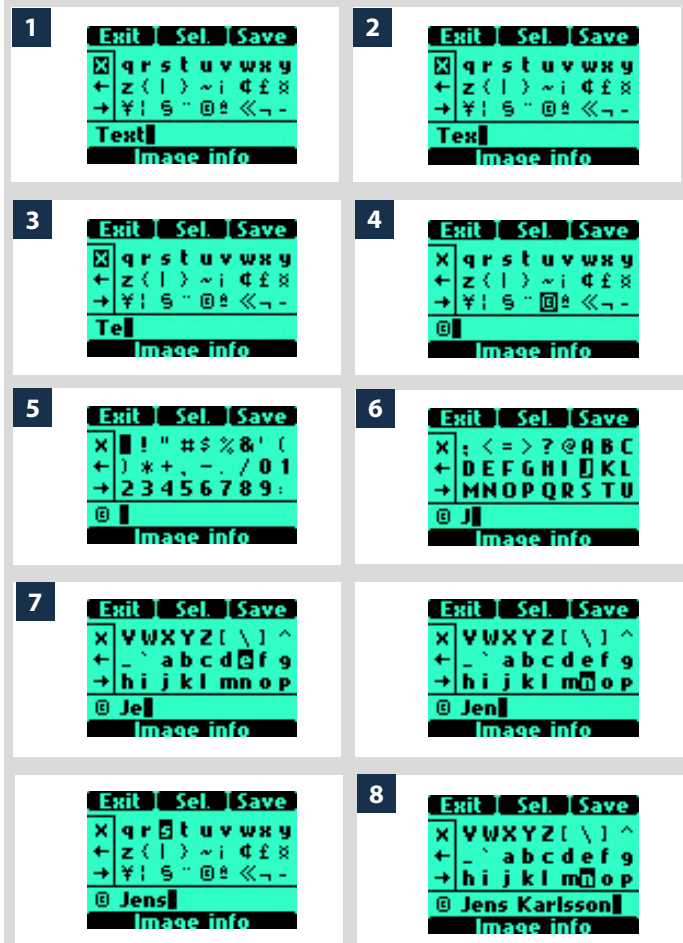 1
Exit Sel. Save
x q r s t u v w x y
← z { | } ~ ¡ ¢ £ ¤
→ ¥ ¦ § ¨ © ª « ¬ -
Text
Image info
2
Exit Sel. Save
x q r s t u v w x y
← z { | } ~ ¡ ¢ £ ¤
→ ¥ ¦ § ¨ © ª « ¬ -
Tex
Image info
3
Exit Sel. Save
x q r s t u v w x y
← z { | } ~ ¡ ¢ £ ¤
→ ¥ ¦ § ¨ © ª « ¬ -
Te
Image info
4
Exit Sel. Save
x q r s t u v w x y
← z { | } ~ ¡ ¢ £ ¤
→ ¥ ¦ § ¨ © ª « ¬ -
©
Image info
5
Exit Sel. Save
x ! " # $ % & ' (
← ) * + , - . / 0 1
→ 2 3 4 5 6 7 8 9 :
©
Image info
6
Exit Sel. Save
x ; < = > ? @ A B C
← D E F G H I J K L
→ M N O P Q R S T U
© J
Image info
7
Exit Sel. Save
x V W X Y Z [ \ ] ^
← _ ` a b c d e f g
→ h i j k l m n o p
© Je
Image info
Exit Sel. Save
x V W X Y Z [ \ ] ^
← _ ` a b c d e f g
→ h i j k l m n o p
© Jen
Image info
Exit Sel. Save
x q r s t u v w x y
← z { | } ~ ¡ ¢ £ ¤
→ ¥ ¦ § ¨ © ª « ¬ -
© Jens
Image info
8
Exit Sel. Save
x V W X Y Z [ \ ] ^
← _ ` a b c d e f g
→ h i j k l m n o p
© Jens Karlsson
Image info